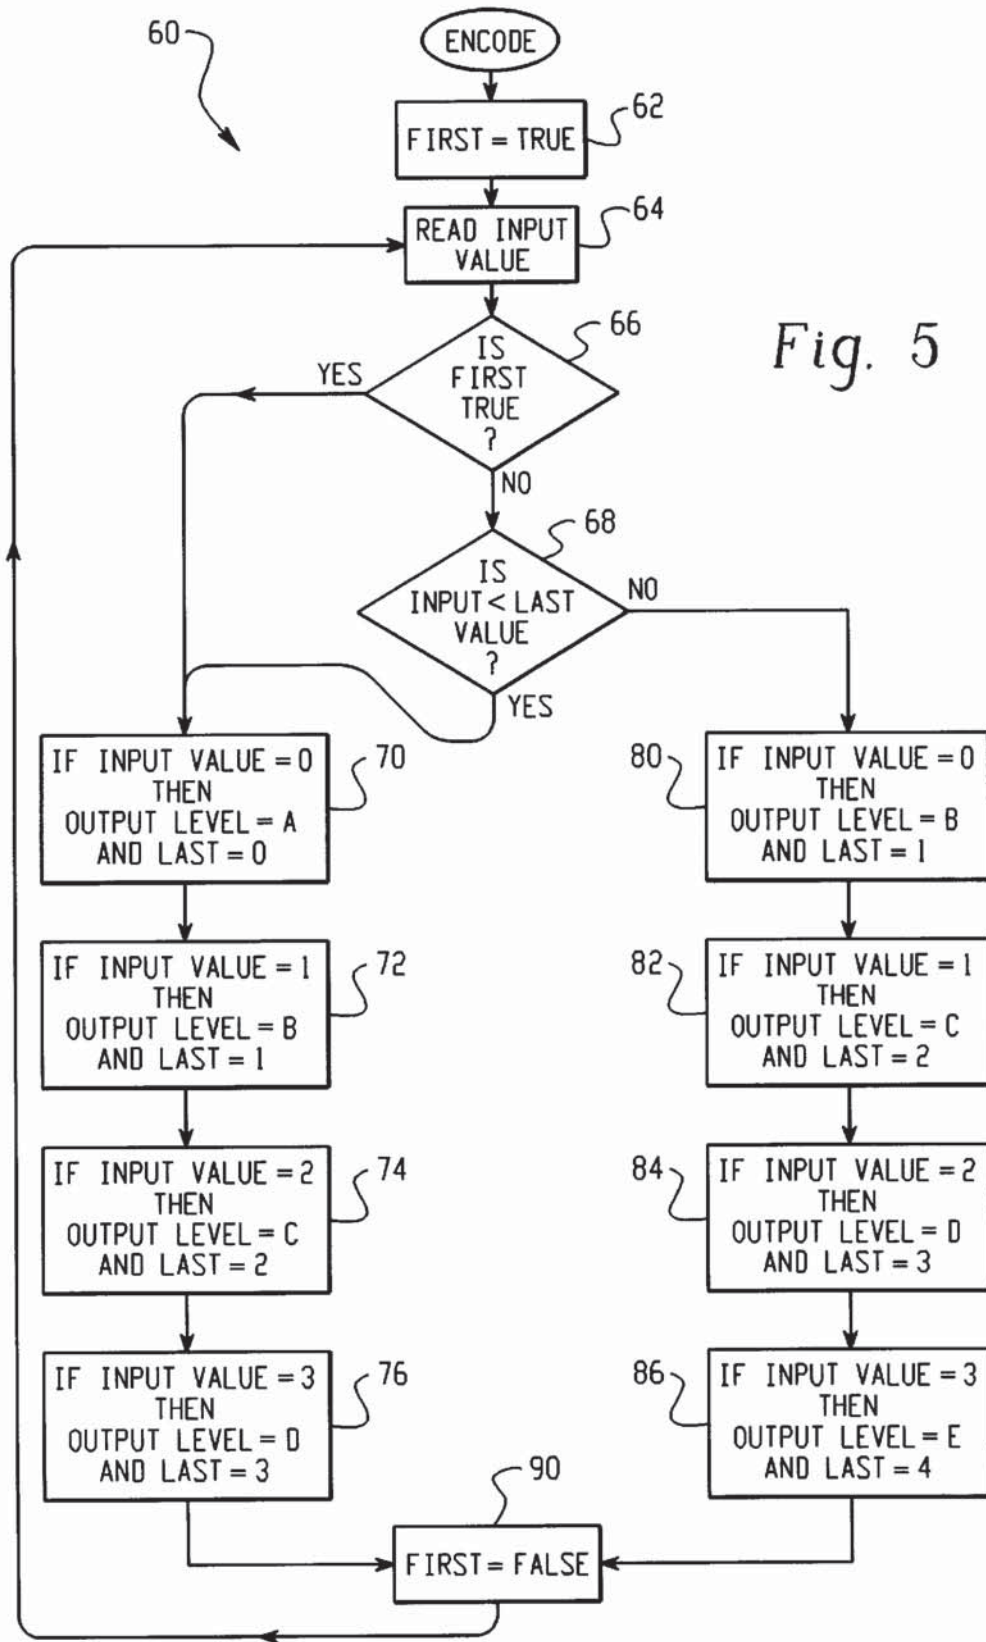 60
ENCODE
62
FIRST = TRUE
64
READ INPUT
VALUE
66
IS
FIRST
TRUE
?
YES
NO
Fig. 5
68
IS
INPUT < LAST
VALUE
?
NO
YES
70
IF INPUT VALUE = 0
THEN
OUTPUT LEVEL = A
AND LAST = 0
72
IF INPUT VALUE = 1
THEN
OUTPUT LEVEL = B
AND LAST = 1
74
IF INPUT VALUE = 2
THEN
OUTPUT LEVEL = C
AND LAST = 2
76
IF INPUT VALUE = 3
THEN
OUTPUT LEVEL = D
AND LAST = 3
80
IF INPUT VALUE = 0
THEN
OUTPUT LEVEL = B
AND LAST = 1
82
IF INPUT VALUE = 1
THEN
OUTPUT LEVEL = C
AND LAST = 2
84
IF INPUT VALUE = 2
THEN
OUTPUT LEVEL = D
AND LAST = 3
86
IF INPUT VALUE = 3
THEN
OUTPUT LEVEL = E
AND LAST = 4
90
FIRST = FALSE